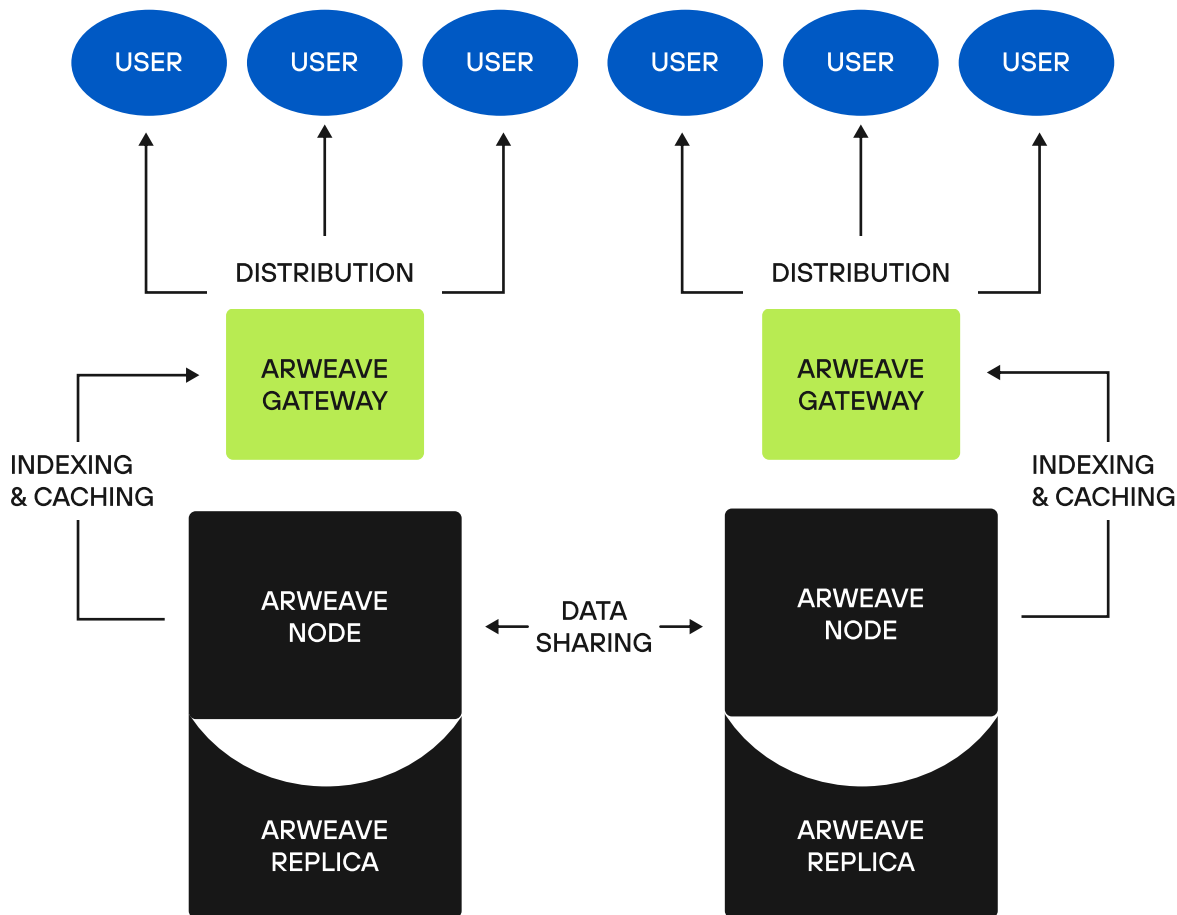 USER
USER
USER
USER
USER
USER
DISTRIBUTION
DISTRIBUTION
ARWEAVE
GATEWAY
ARWEAVE
GATEWAY
INDEXING
& CACHING
INDEXING
& CACHING
ARWEAVE
NODE
DATA
SHARING
ARWEAVE
NODE
ARWEAVE
REPLICA
ARWEAVE
REPLICA